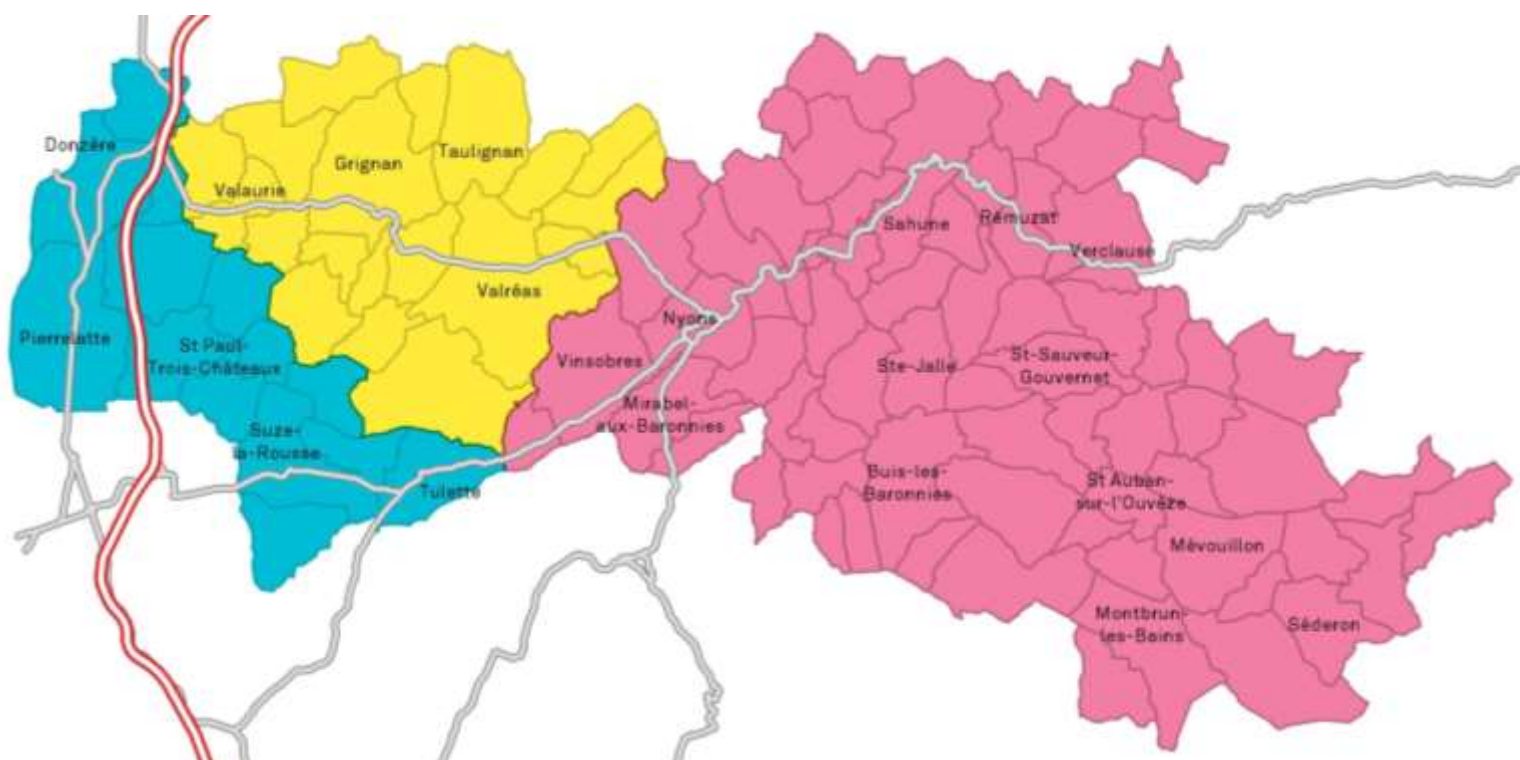 Donzère
Grignan
Taulignan
Valaurie
Sahune
Rémuzat
Verclause
Valréas
Pierrelatte
St Paul-
Trois-Châteaux
Nyons
Vinsobres
Ste-Jalle
St-Sauveur-
Gouvernet
Mirabel-
aux-Baronnies
Suze-
la-Rousse
Tulette
Buis-les-
Baronnies
St Auban-
sur-l'Ouvèze
Mévouillon
Montbrun-
les-Bains
Séderon